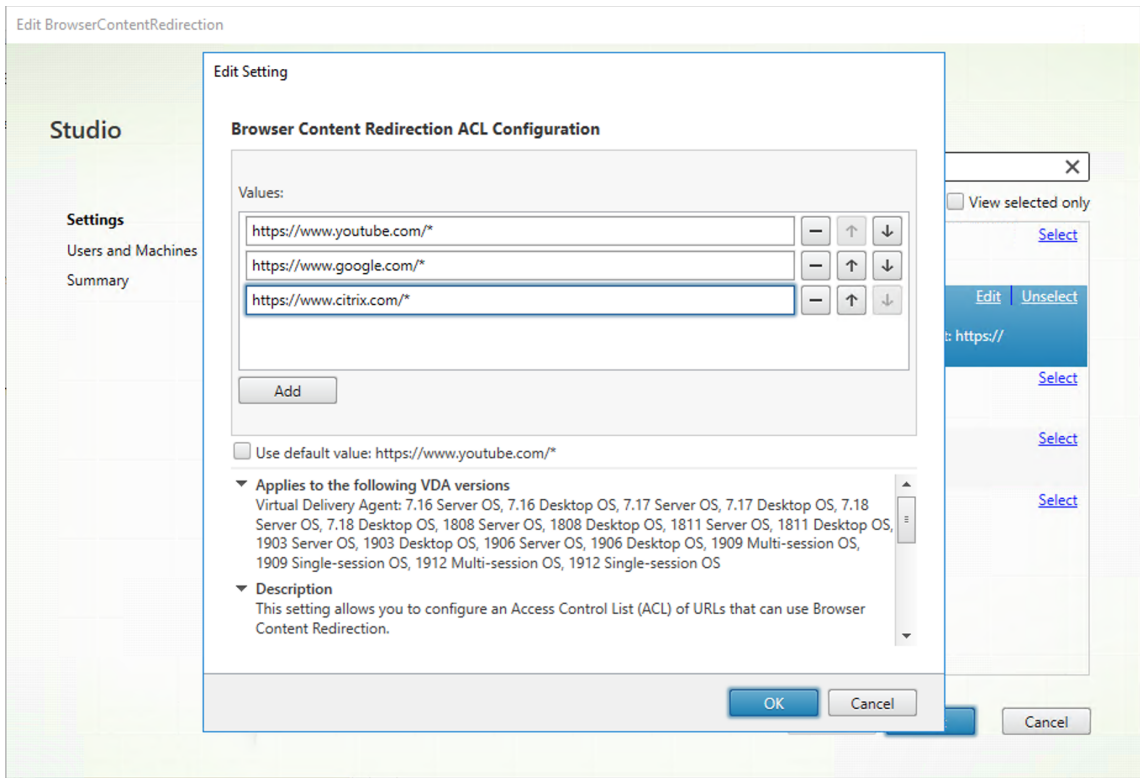 Edit BrowserContentRedirection
Edit Setting
Studio
Browser Content Redirection ACL Configuration
Values:
View selected only
Settings
https://www.youtube.com/*
Select
Users and Machines
https://www.google.com/*
Summary
https://www.citrix.com/*
Edit
Unselect
t: https://
Add
Select
Select
Use default value: https://www.youtube.com/*
Applies to the following VDA versions
Virtual Delivery Agent: 7.16 Server OS, 7.16 Desktop OS, 7.17 Server OS, 7.17 Desktop OS, 7.18
Server OS, 7.18 Desktop OS, 1808 Server OS, 1808 Desktop OS, 1811 Server OS, 1811 Desktop OS,
1903 Server OS, 1903 Desktop OS, 1906 Server OS, 1906 Desktop OS, 1909 Multi-session OS,
1909 Single-session OS, 1912 Multi-session OS, 1912 Single-session OS
Select
Description
This setting allows you to configure an Access Control List (ACL) of URLs that can use Browser
Content Redirection.
OK
Cancel
Cancel